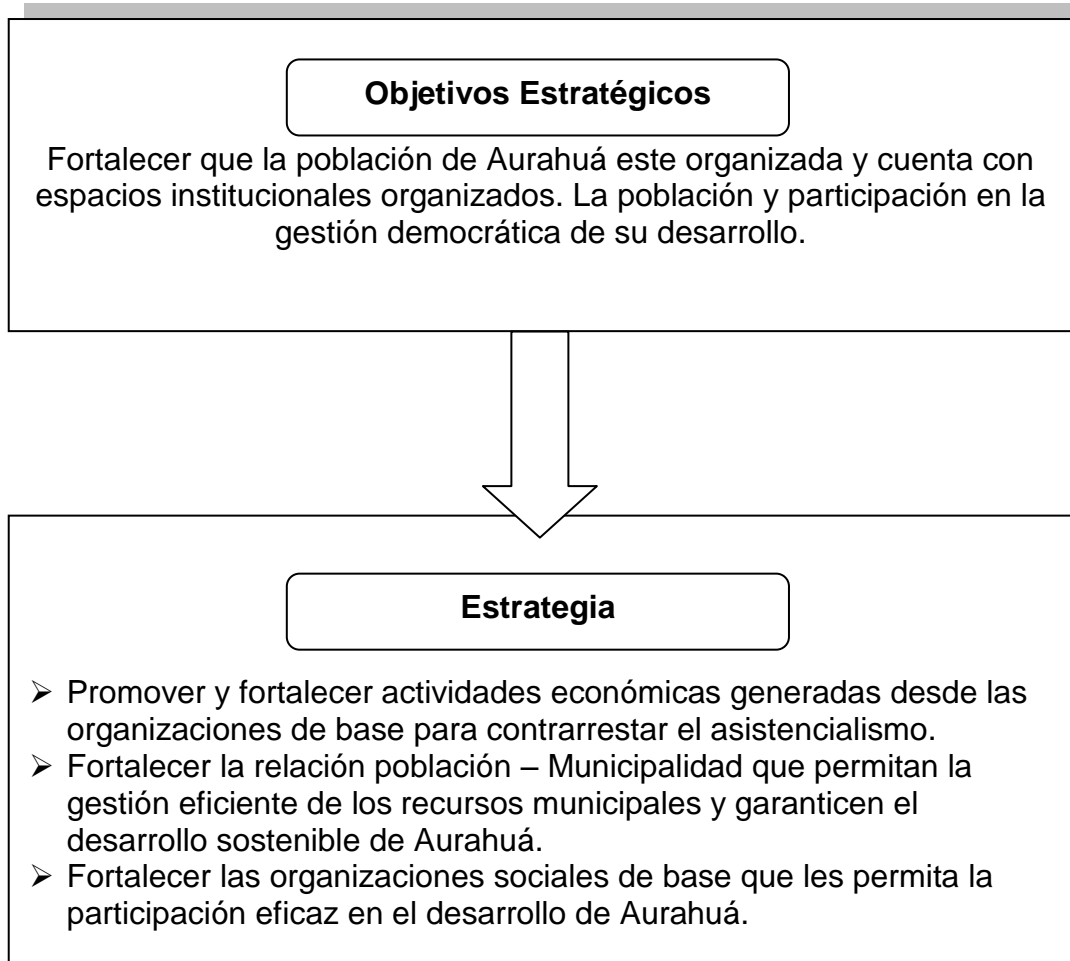 Objetivos Estratégicos
Fortalecer que la población de Aurahuá este organizada y cuenta con
espacios institucionales organizados. La población y participación en la
gestión democrática de su desarrollo.
Estrategia
➢ Promover y fortalecer actividades económicas generadas desde las
organizaciones de base para contrarrestar el asistencialismo.
➢ Fortalecer la relación población – Municipalidad que permitan la
gestión eficiente de los recursos municipales y garanticen el
desarrollo sostenible de Aurahuá.
➢ Fortalecer las organizaciones sociales de base que les permita la
participación eficaz en el desarrollo de Aurahuá.